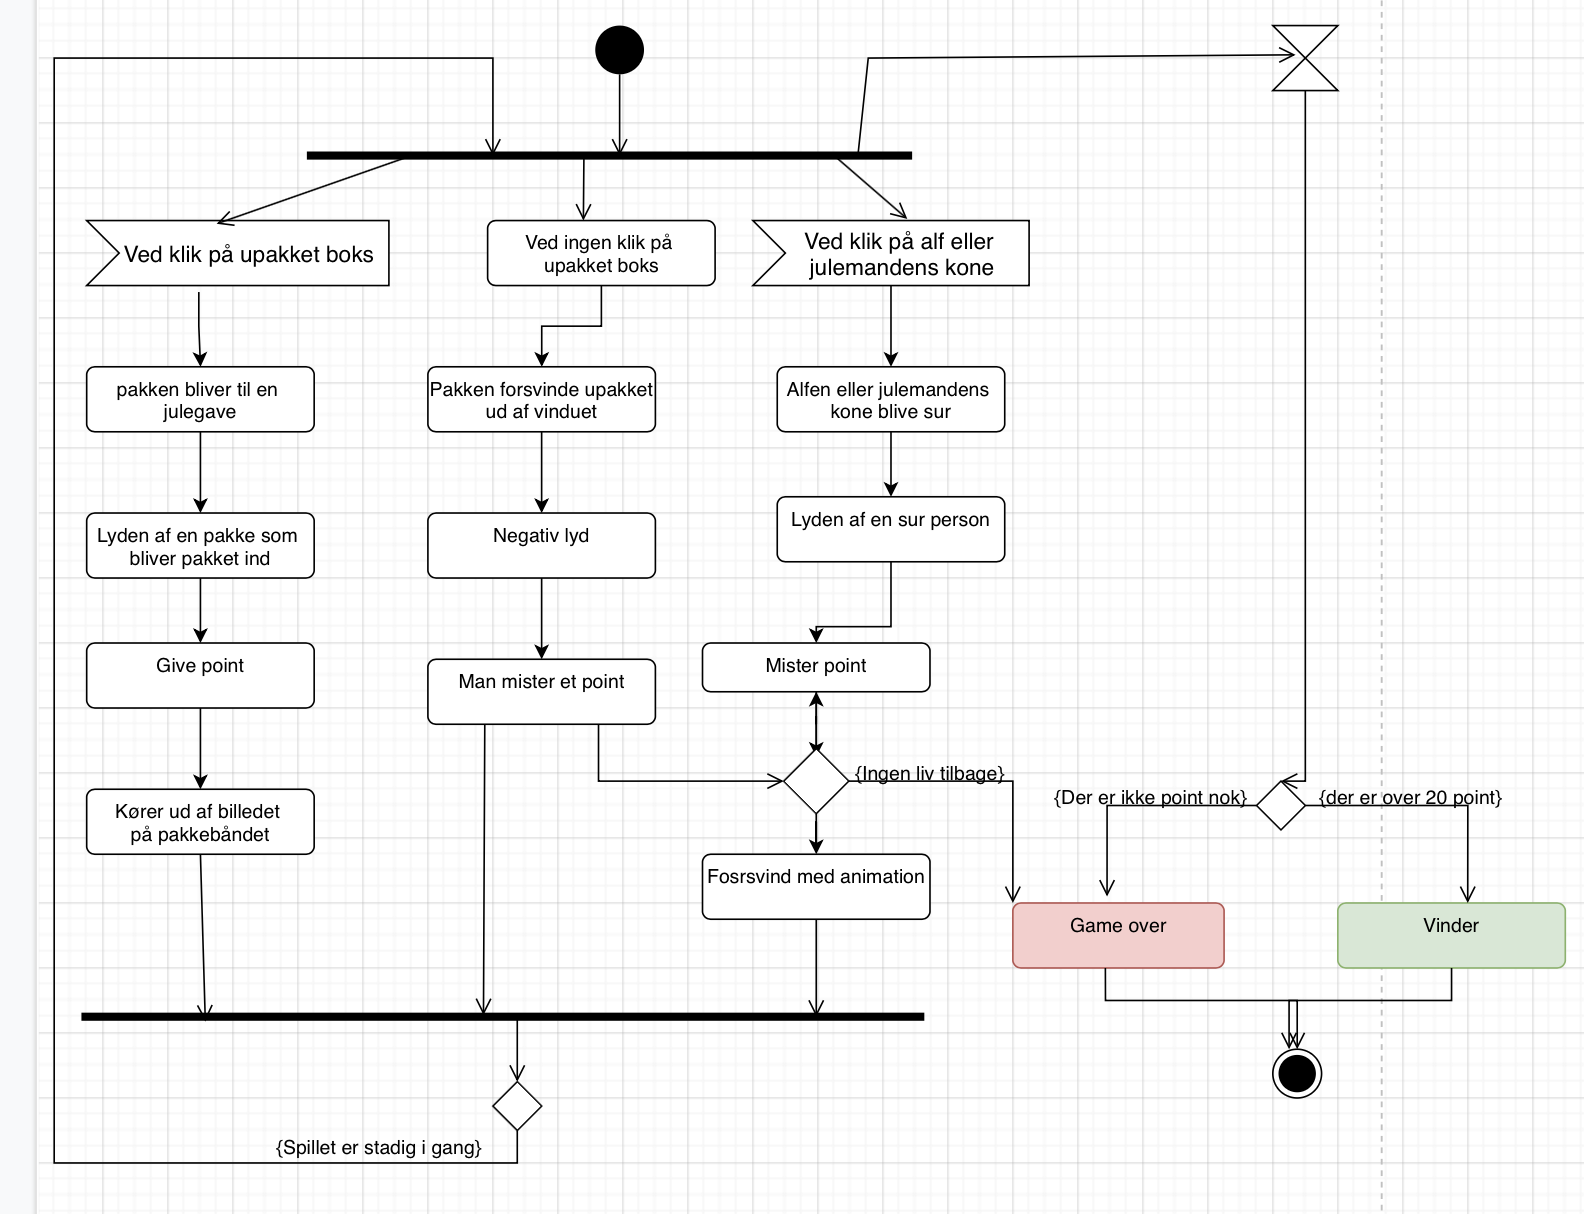 Ved klik på upakket boks
Ved ingen klik på
upakket boks
Ved klik på alf eller
julemandens kone
pakken bliver til en
julegave
Pakken forsvinde upakket
ud af vinduet
Alfen eller julemandens
kone blive sur
Lyden af en pakke som
bliver pakket ind
Negativ lyd
Lyden af en sur person
Give point
Man mister et point
Mister point
{Ingen liv tilbage}
{Der er ikke point nok}
{der er over 20 point}
Kører ud af billedet
på pakkebåndet
Fosrsvind med animation
Game over
Vinder
{Spillet er stadig i gang}